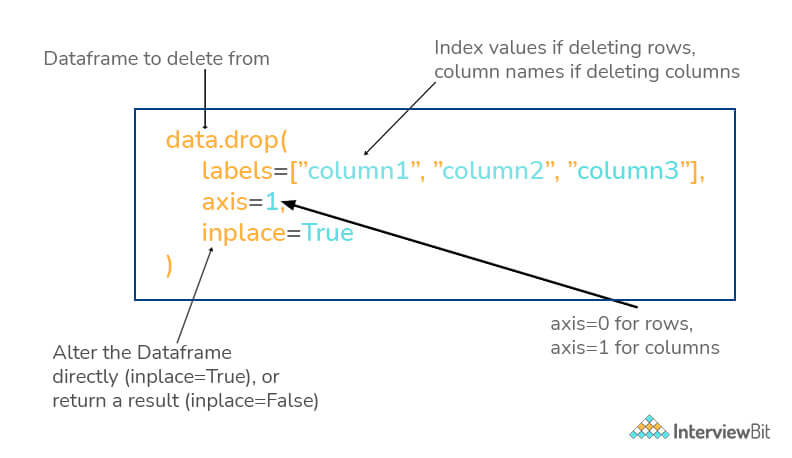 Dataframe to delete from
Index values if deleting rows,
column names if deleting columns
data.drop(
labels=["column1", "column2", "column3"],
axis=1,
inplace=True
)
axis=0 for rows,
axis=1 for columns
Alter the Dataframe
directly (inplace=True), or
return a result (inplace=False)
InterviewBit